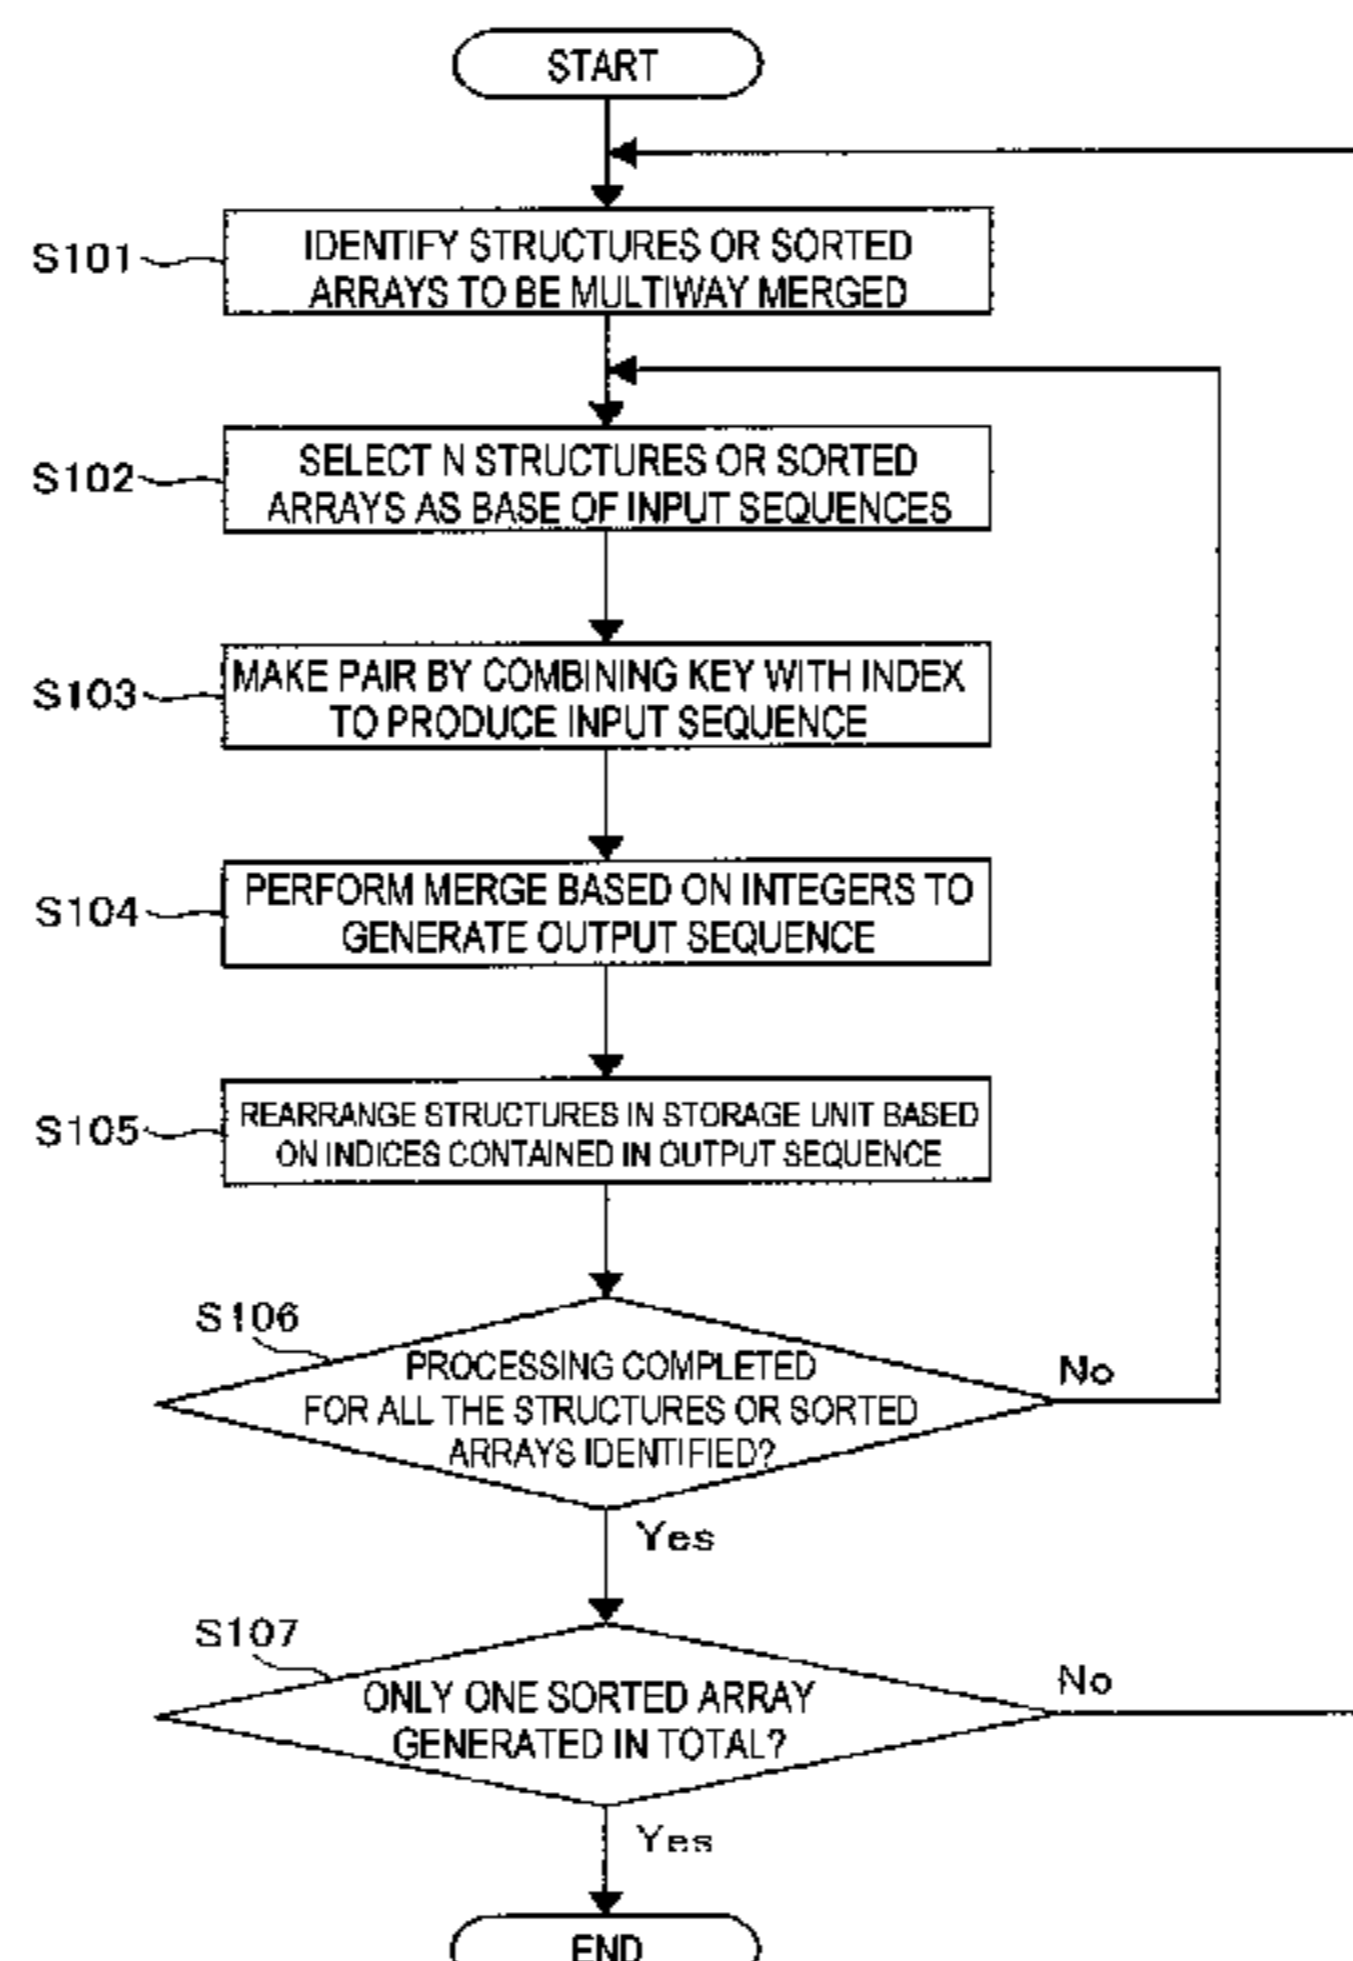 START
S101
IDENTIFY STRUCTURES OR SORTED
ARRAYS TO BE MULTIWAY MERGED
S102
SELECT N STRUCTURES OR SORTED
ARRAYS AS BASE OF INPUT SEQUENCES
S103
MAKE PAIR BY COMBINING KEY WITH INDEX
TO PRODUCE INPUT SEQUENCE
S104
PERFORM MERGE BASED ON INTEGERS TO
GENERATE OUTPUT SEQUENCE
S105
REARRANGE STRUCTURES IN STORAGE UNIT BASED
ON INDICES CONTAINED IN OUTPUT SEQUENCE
S106
PROCESSING COMPLETED
FOR ALL THE STRUCTURES OR SORTED
ARRAYS IDENTIFIED?
No
Yes
S107
ONLY ONE SORTED ARRAY
GENERATED IN TOTAL?
No
Yes
END